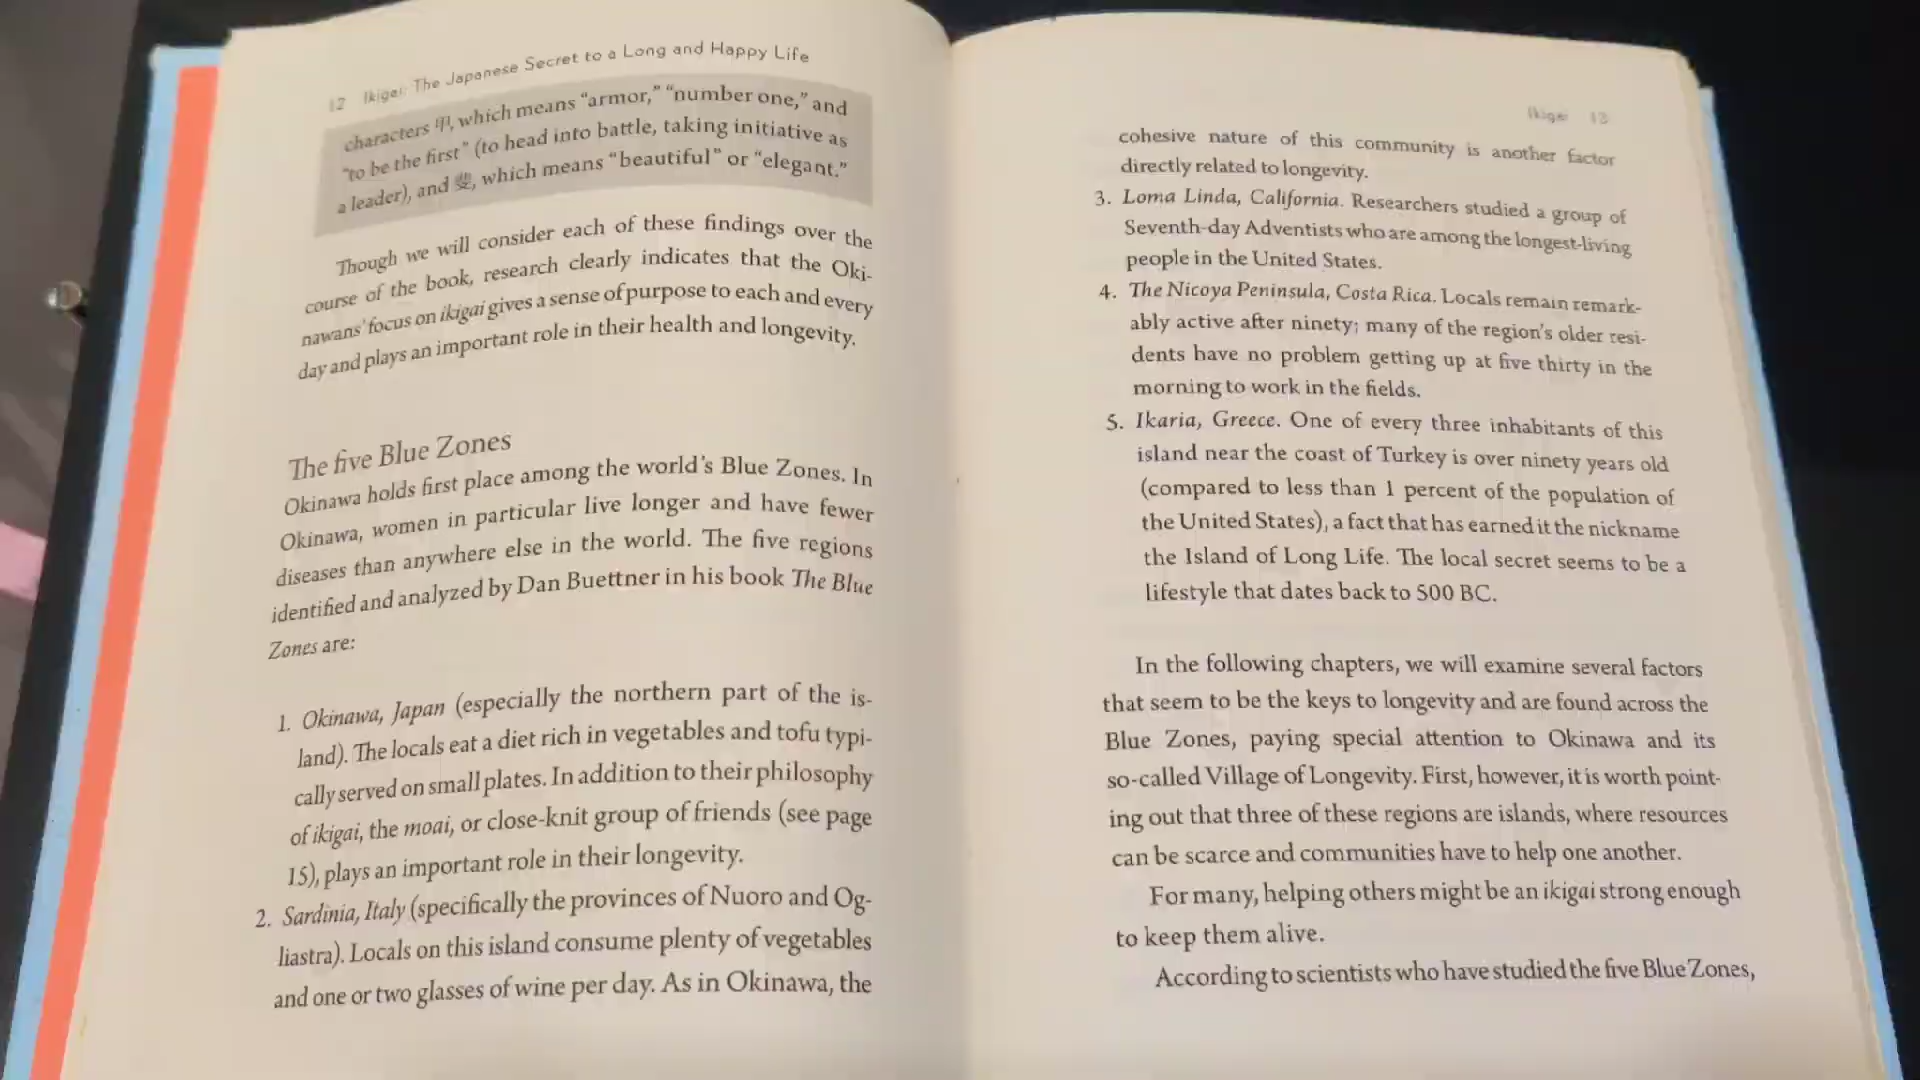 12 Ikigai: The Japanese Secret to a Long and Happy Life
characters 甲, which means “armor,” “number one,” and
“to be the first” (to head into battle, taking initiative as
a leader), and 斐, which means “beautiful” or “elegant.”
Though we will consider each of these findings over the
course of the book, research clearly indicates that the Oki-
nawans’ focus on ikigai gives a sense of purpose to each and every
day and plays an important role in their health and longevity.
The five Blue Zones
Okinawa holds first place among the world’s Blue Zones. In
Okinawa, women in particular live longer and have fewer
diseases than anywhere else in the world. The five regions
identified and analyzed by Dan Buettner in his book The Blue
Zones are:
1. Okinawa, Japan (especially the northern part of the is-
land). The locals eat a diet rich in vegetables and tofu typi-
cally served on small plates. In addition to their philosophy
of ikigai, the moai, or close-knit group of friends (see page
15), plays an important role in their longevity.
2. Sardinia, Italy (specifically the provinces of Nuoro and Og-
liastra). Locals on this island consume plenty of vegetables
and one or two glasses of wine per day. As in Okinawa, the
Ikigai 13
cohesive nature of this community is another factor
directly related to longevity.
3. Loma Linda, California. Researchers studied a group of
Seventh-day Adventists who are among the longest-living
people in the United States.
4. The Nicoya Peninsula, Costa Rica. Locals remain remark-
ably active after ninety; many of the region’s older resi-
dents have no problem getting up at five thirty in the
morning to work in the fields.
5. Ikaria, Greece. One of every three inhabitants of this
island near the coast of Turkey is over ninety years old
(compared to less than 1 percent of the population of
the United States), a fact that has earned it the nickname
the Island of Long Life. The local secret seems to be a
lifestyle that dates back to 500 BC.
In the following chapters, we will examine several factors
that seem to be the keys to longevity and are found across the
Blue Zones, paying special attention to Okinawa and its
so-called Village of Longevity. First, however, it is worth point-
ing out that three of these regions are islands, where resources
can be scarce and communities have to help one another.
For many, helping others might be an ikigai strong enough
to keep them alive.
According to scientists who have studied the five Blue Zones,